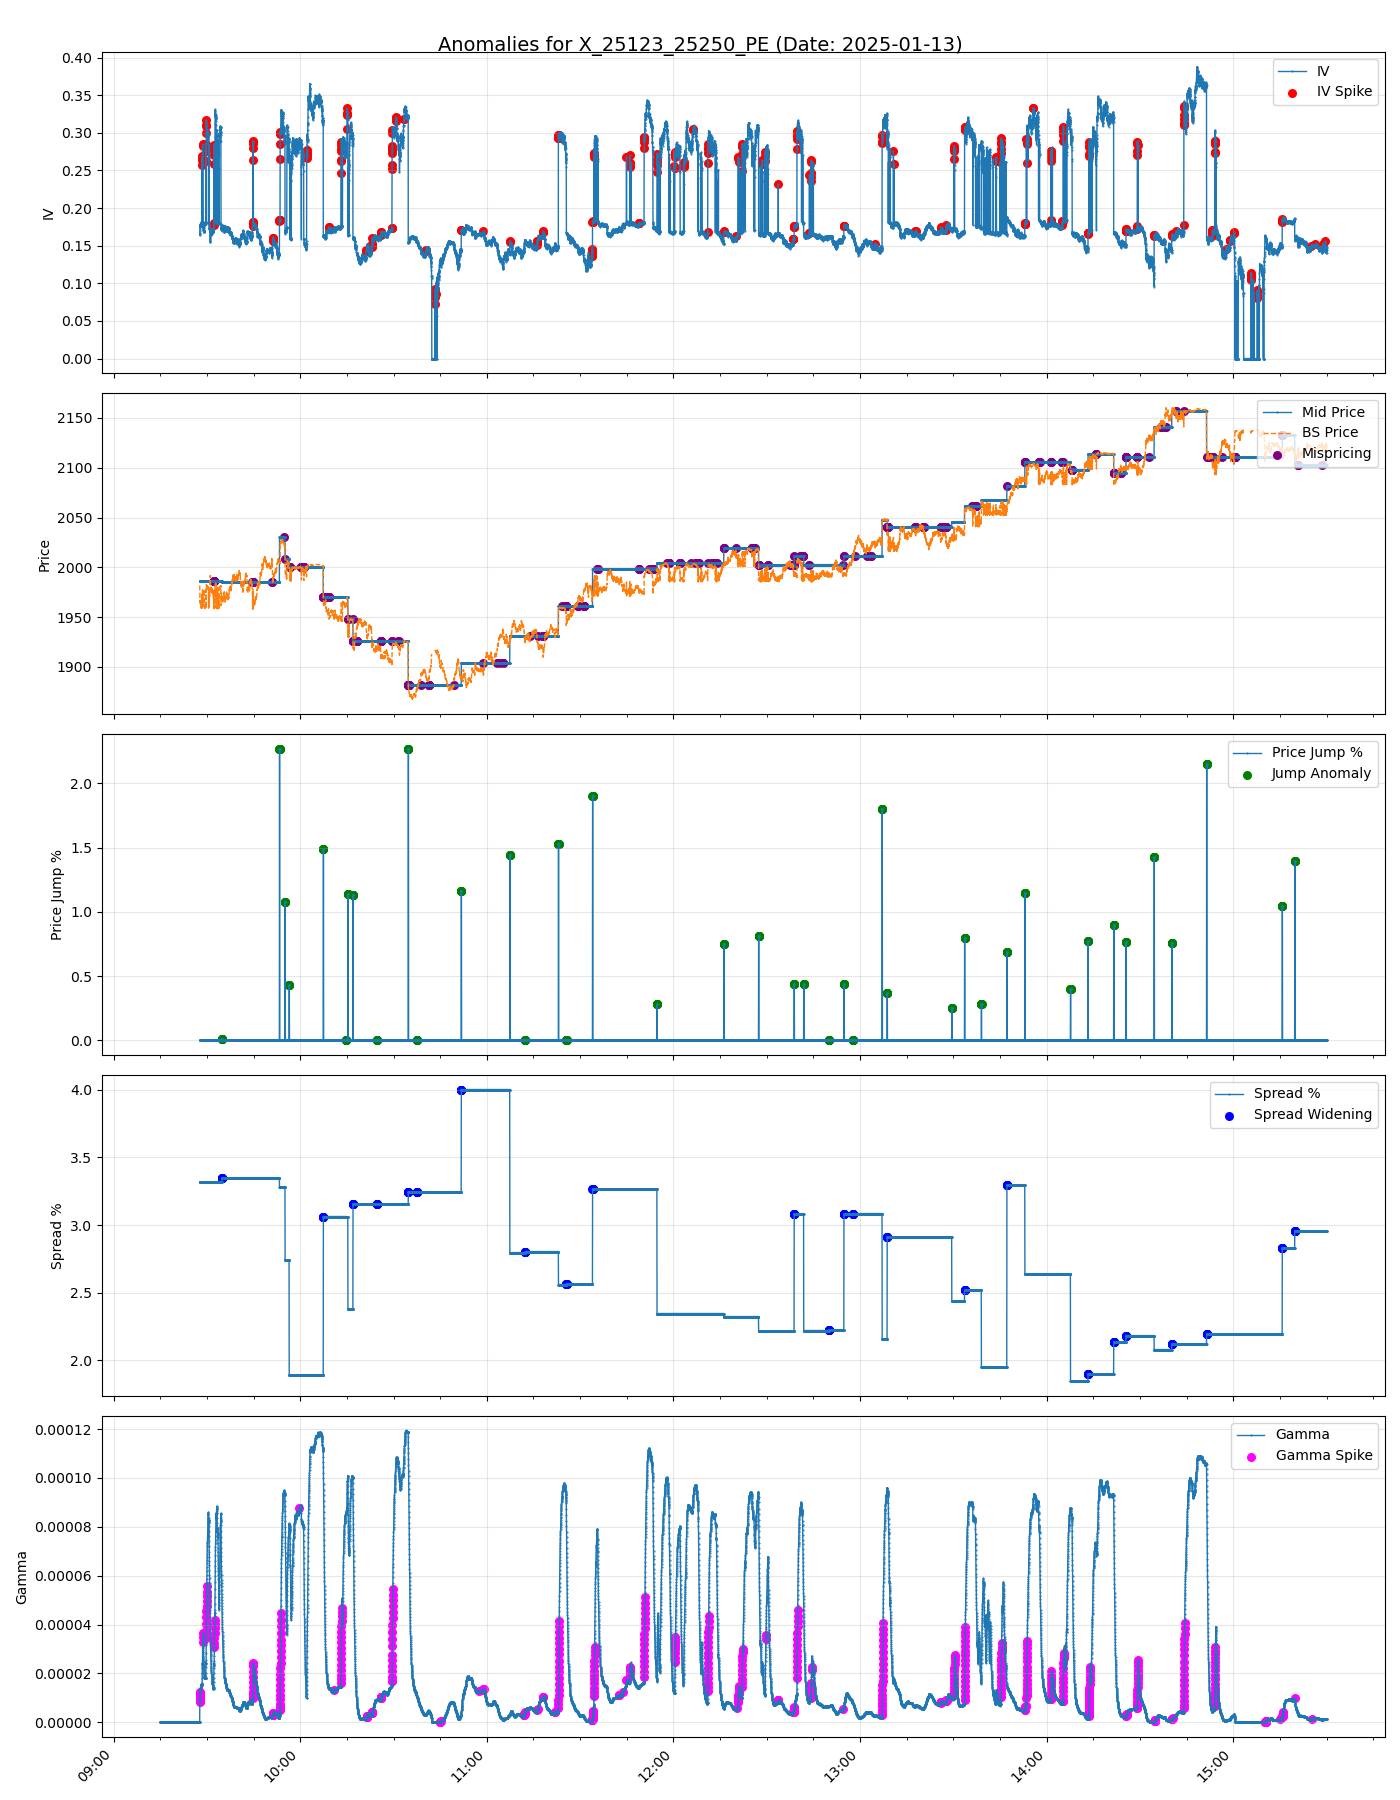 Anomalies for X_25123_25250_PE (Date: 2025-01-13)
0.40
0.35
0.30
0.25
0.20
0.15
0.10
0.05
0.00
IV
IV
IV Spike
2150
2100
2050
2000
1950
1900
Price
Mid Price
BS Price
Mispricing
2.0
1.5
1.0
0.5
0.0
Price Jump %
Price Jump %
Jump Anomaly
4.0
3.5
3.0
2.5
2.0
Spread %
Spread %
Spread Widening
0.00012
0.00010
0.00008
0.00006
0.00004
0.00002
0.00000
Gamma
Gamma
Gamma Spike
09:00
10:00
11:00
12:00
13:00
14:00
15:00